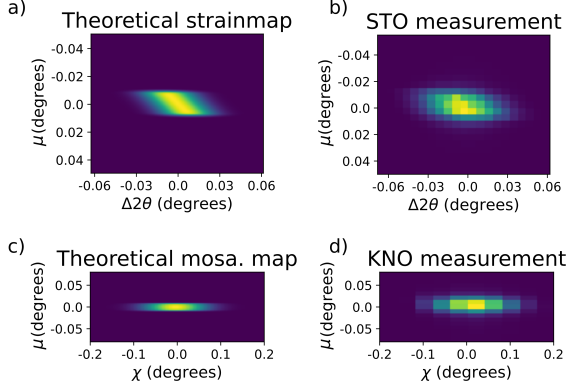 a)
Theoretical strainmap
-0.04
-0.02
0.0
0.02
0.04
μ(degrees)
-0.06 -0.03 0.0 0.03 0.06
Δ2θ (degrees)
b)
STO measurement
-0.04
-0.02
0.0
0.02
0.04
μ(degrees)
-0.06 -0.03 0.0 0.03 0.06
Δ2θ (degrees)
c)
Theoretical mosa. map
0.05
0.0
-0.05
μ(degrees)
-0.2 -0.1 0.0 0.1 0.2
χ (degrees)
d)
KNO measurement
0.05
0.0
-0.05
μ(degrees)
-0.2 -0.1 0.0 0.1 0.2
χ (degrees)